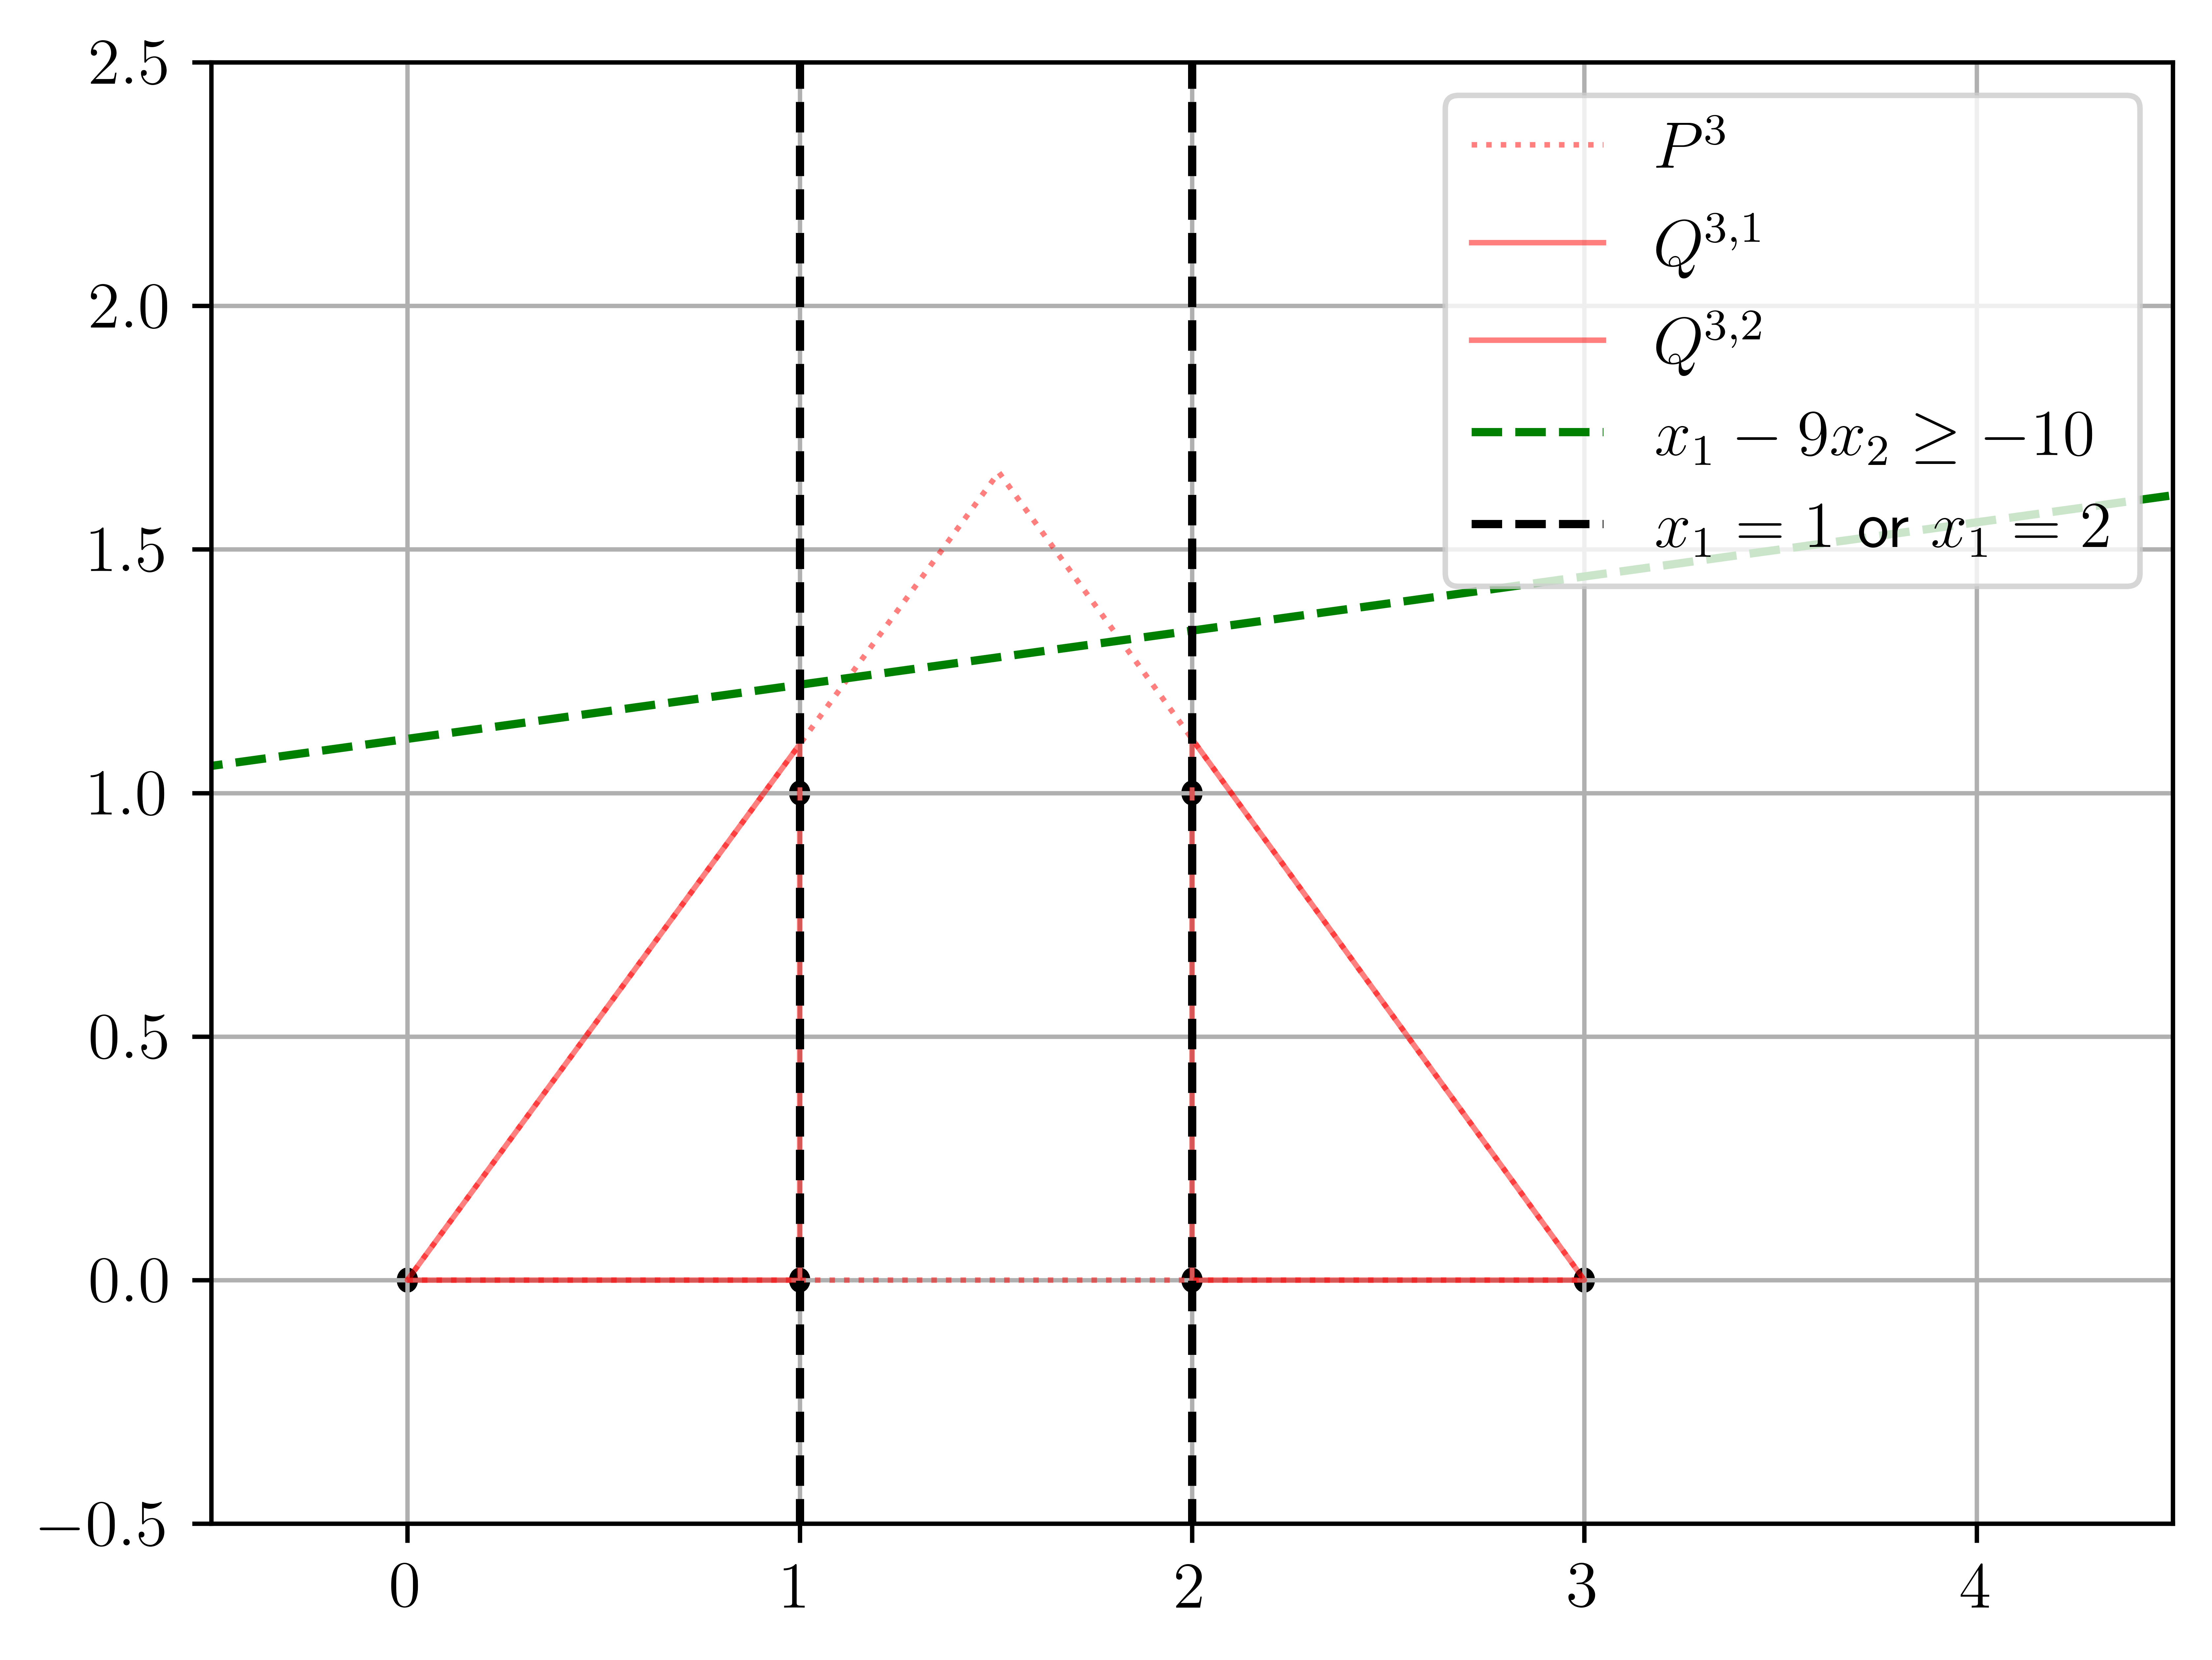 2.5
2.0
1.5
1.0
0.5
0.0
−0.5
0 1 2 3 4
P³
Q³,¹
Q³,²
x₁ − 9x₂ ≥ −10
x₁ = 1 or x₁ = 2